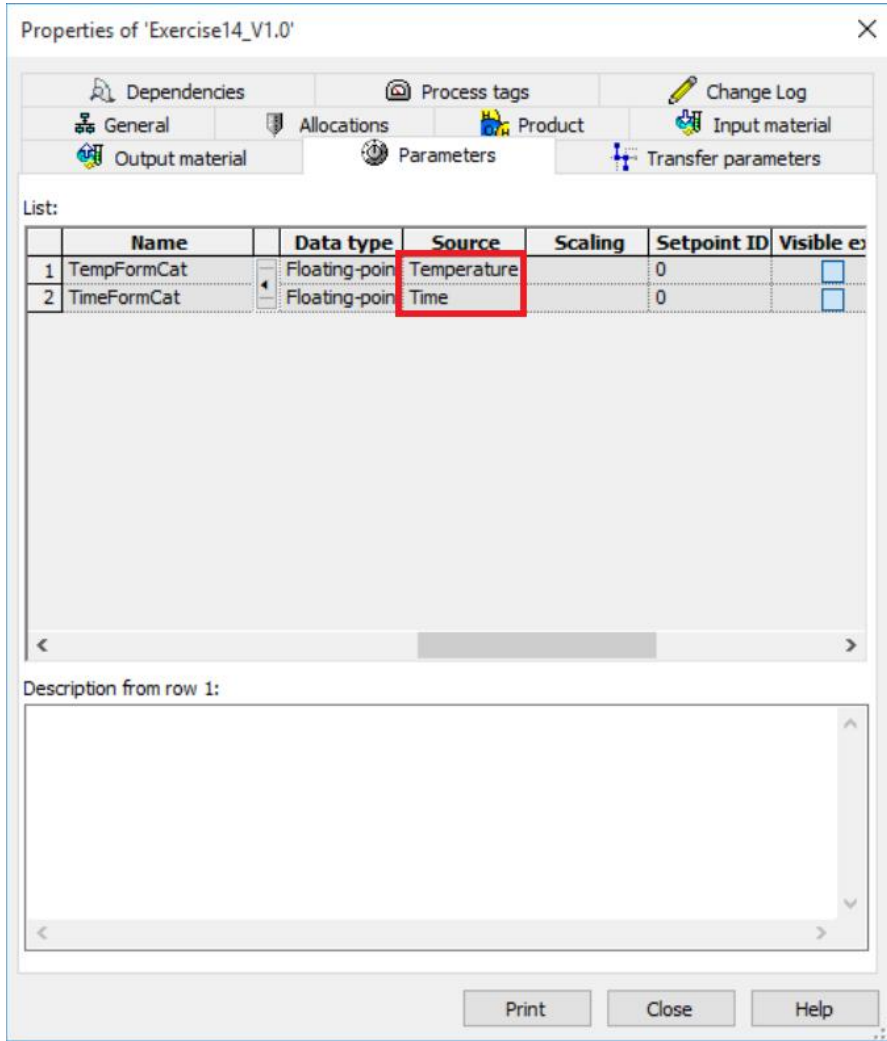 Properties of 'Exercise14_V1.0'
Dependencies Process tags Change Log
General Allocations Product Input material
Output material Parameters Transfer parameters
List:
Name Data type Source Scaling Setpoint ID Visible ex
1 TempFormCat Floating-poin Temperature 0
2 TimeFormCat Floating-poin Time 0
Description from row 1:
Print Close Help